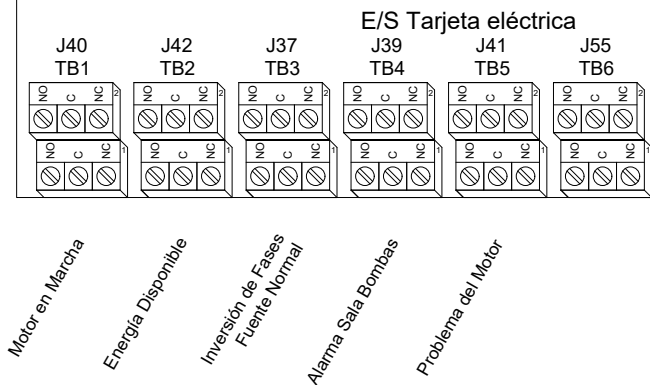 E/S Tarjeta eléctrica
J40 J42 J37 J39 J41 J55
TB1 TB2 TB3 TB4 TB5 TB6
NO C NC 2 NO C NC 2 NO C NC 2 NO C NC 2 NO C NC 2 NO C NC 2
NO C NC 1 NO C NC 1 NO C NC 1 NO C NC 1 NO C NC 1 NO C NC 1
Motor en Marcha
Energía Disponible
Inversión de Fases
Fuente Normal
Alarma Sala Bombas
Problema del Motor